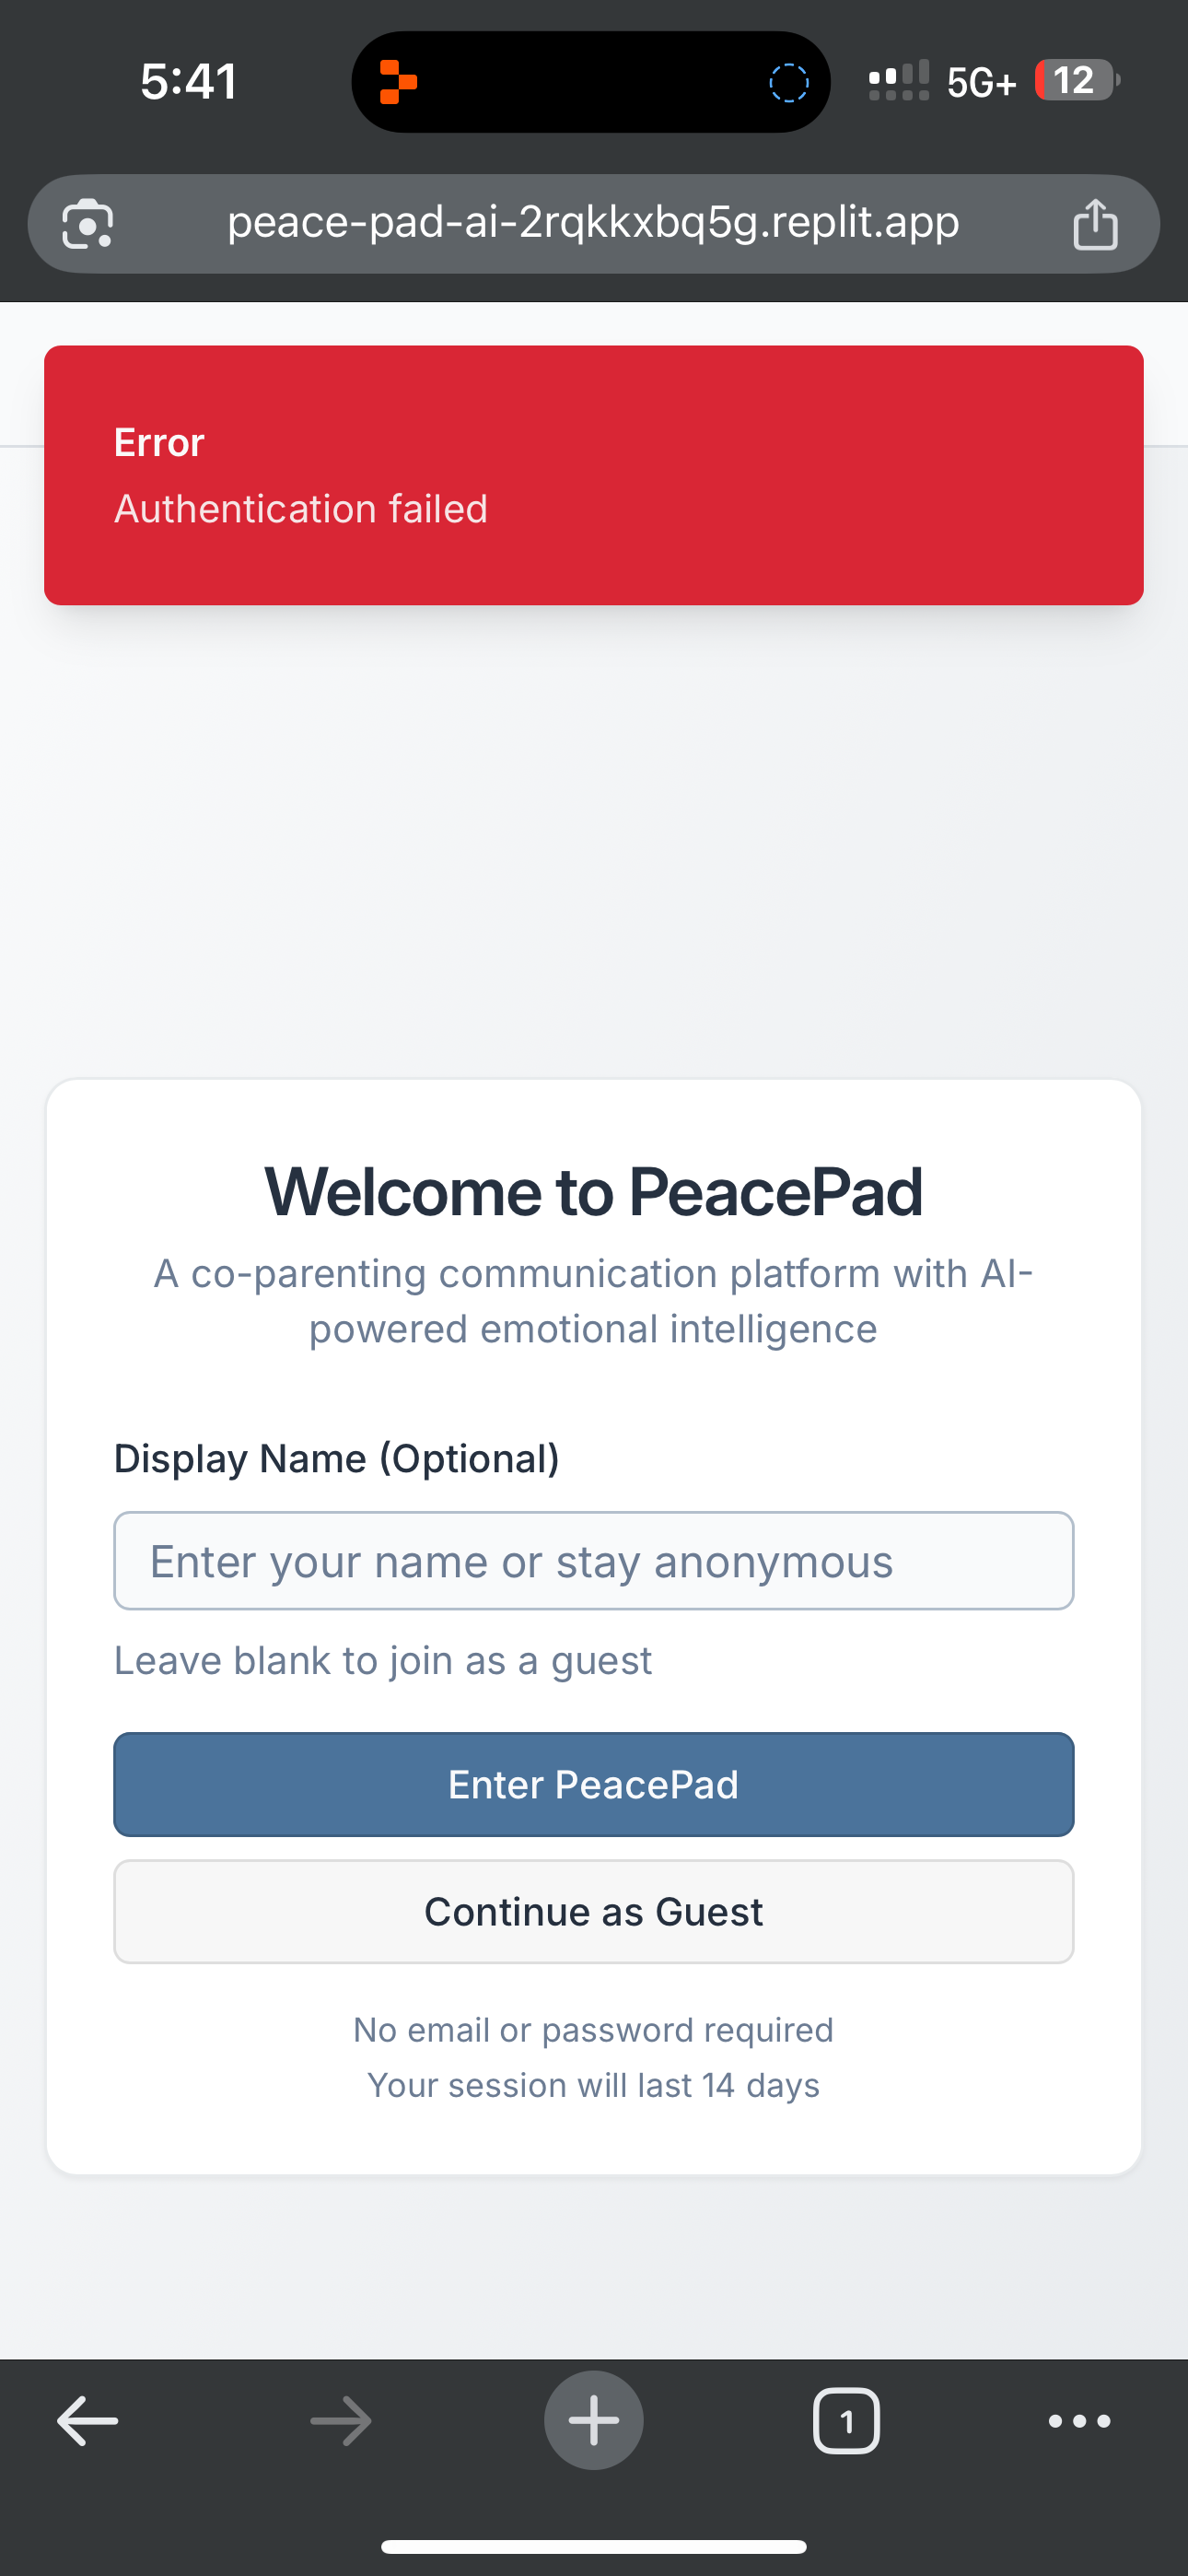 5:41
5G+
12
peace-pad-ai-2rqkkxbq5g.replit.app
Error
Authentication failed
Welcome to PeacePad
A co-parenting communication platform with AI-
powered emotional intelligence
Display Name (Optional)
Enter your name or stay anonymous
Leave blank to join as a guest
Enter PeacePad
Continue as Guest
No email or password required
Your session will last 14 days
1